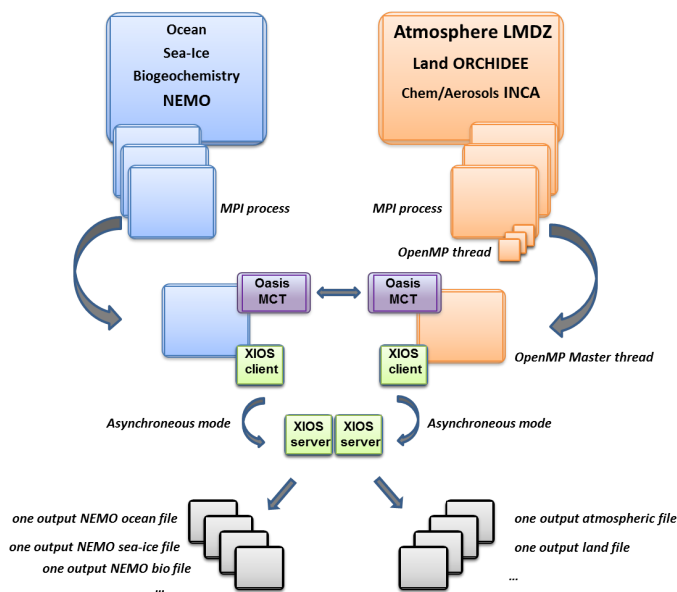 Ocean
Sea-Ice
Biogeochemistry
NEMO
Atmosphere LMDZ
Land ORCHIDEE
Chem/Aerosols INCA
MPI process
MPI process
OpenMP thread
Oasis
MCT
Oasis
MCT
XIOS
client
XIOS
client
OpenMP Master thread
Asynchroneous mode
XIOS
server
XIOS
server
Asynchroneous mode
one output NEMO ocean file
one output NEMO sea-ice file
one output NEMO bio file
...
one output atmospheric file
one output land file
...